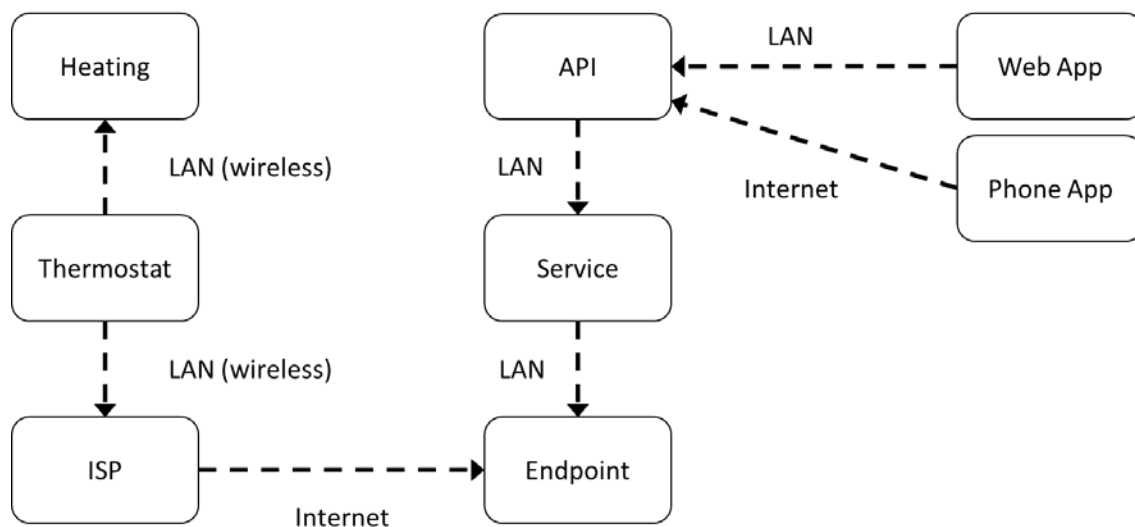 Heating
API
LAN
Web App
LAN (wireless)
LAN
Internet
Phone App
Thermostat
Service
LAN (wireless)
LAN
ISP
Endpoint
Internet